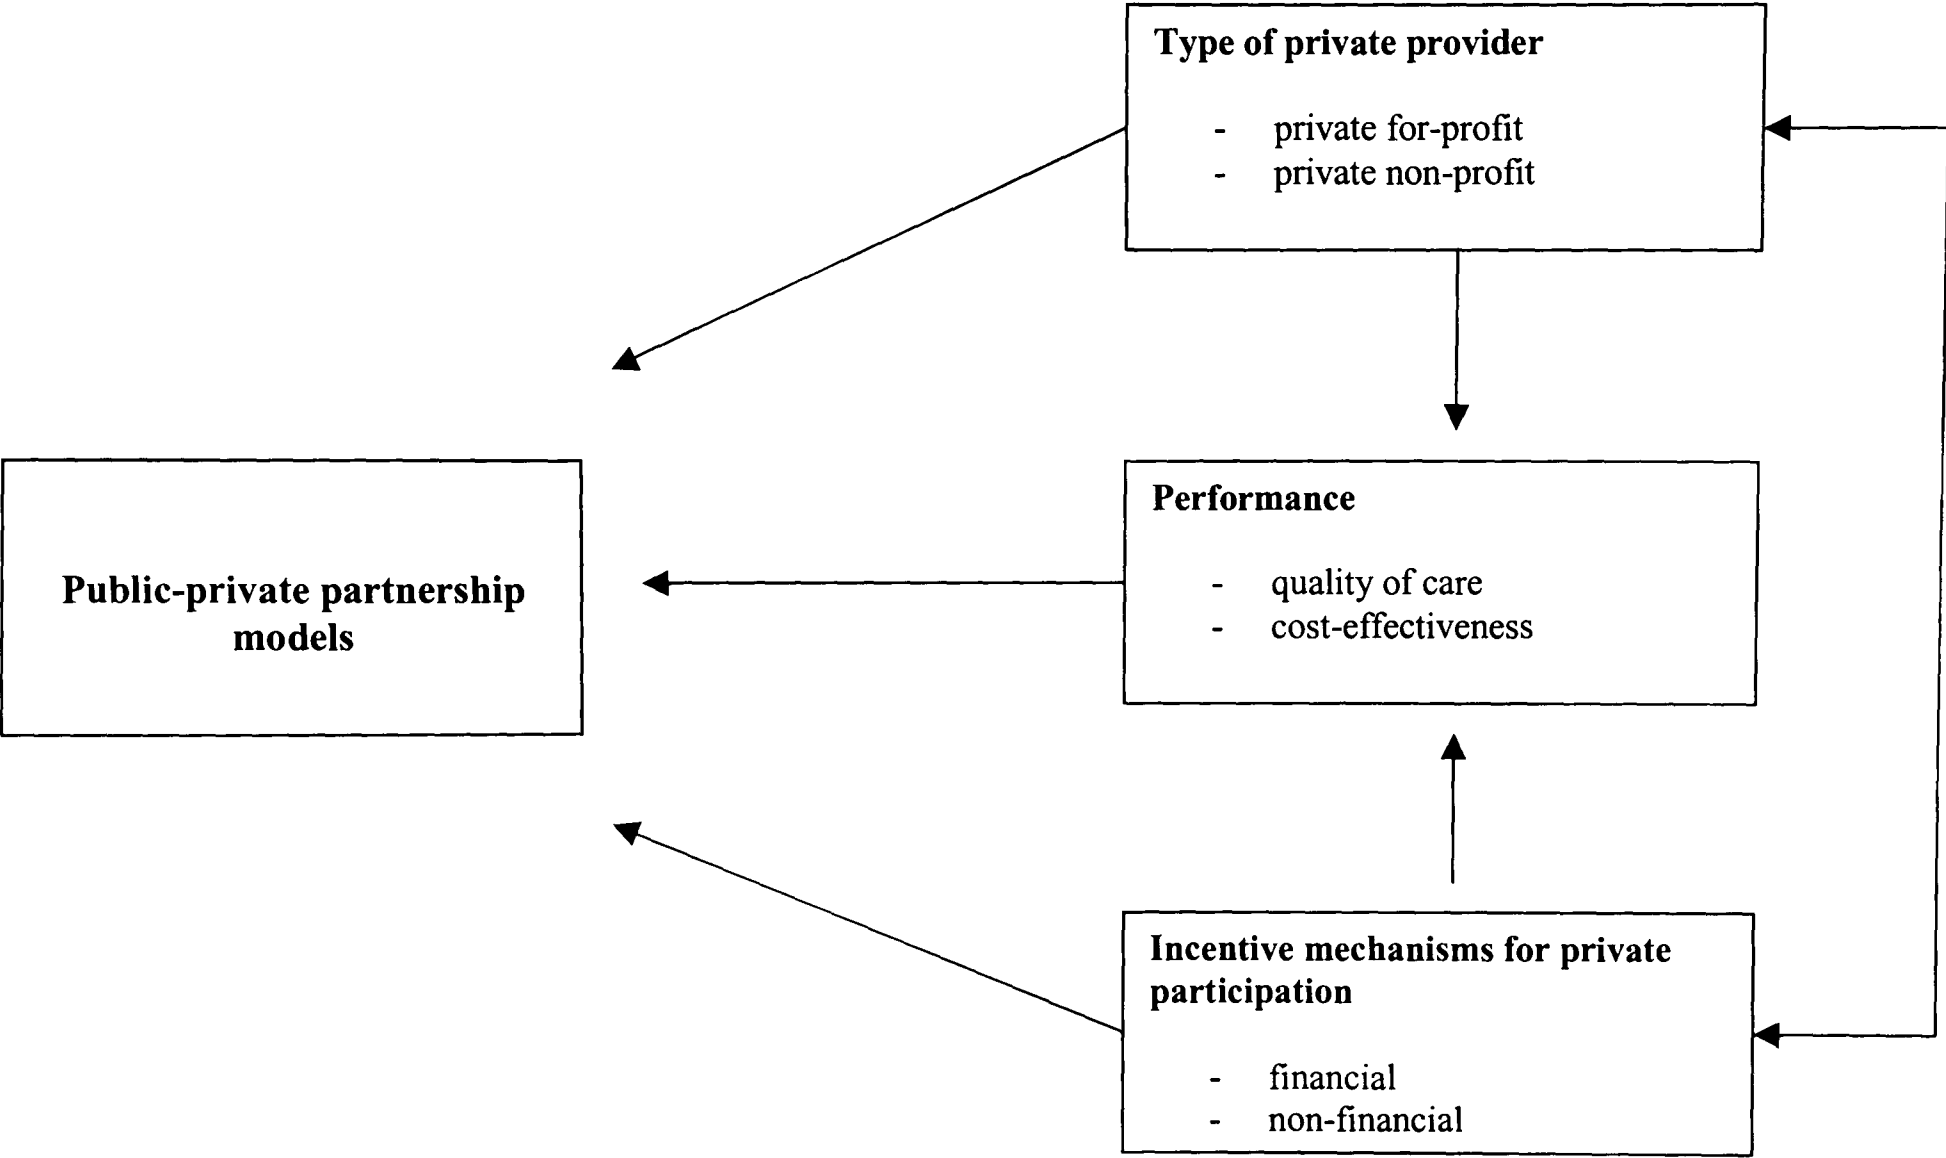 Type of private provider
- private for-profit
- private non-profit
Performance
- quality of care
- cost-effectiveness
Public-private partnership
models
Incentive mechanisms for private
participation
- financial
- non-financial